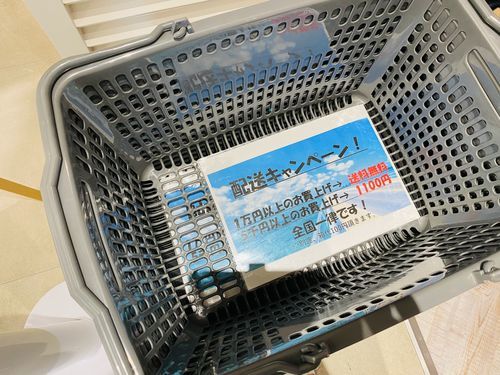 配送キャンペーン！
1万円以上のお買上げ→ 送料無料
5千円以上のお買上げ→ 1100円
全国一律です！